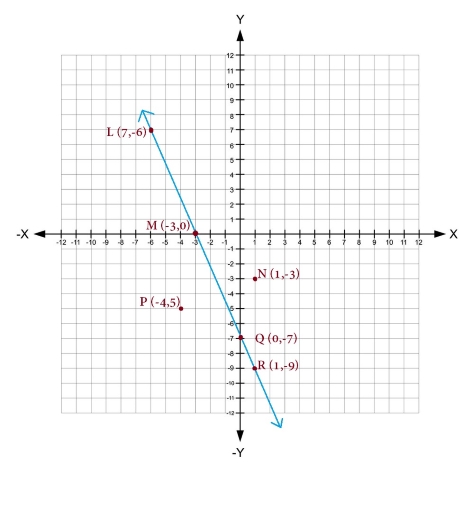 Y
12
11
10
9
8
7
6
5
4
3
2
1
L (7,-6)
M (-3,0)
-X
-12 -11 -10 -9 -8 -7 -6 -5 -4 -3 -2 -1 1 2 3 4 5 6 7 8 9 10 11 12
X
-1
-2
-3
N (1,-3)
-4
P (-4,5)
-5
-6
-7
Q (0,-7)
-8
-9
R (1,-9)
-10
-11
-12
-Y